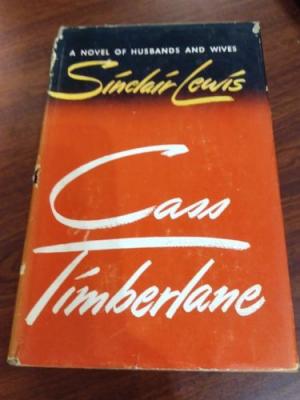 A NOVEL OF HUSBANDS AND WIVES
Sinclair Lewis
Cass
Timberlane